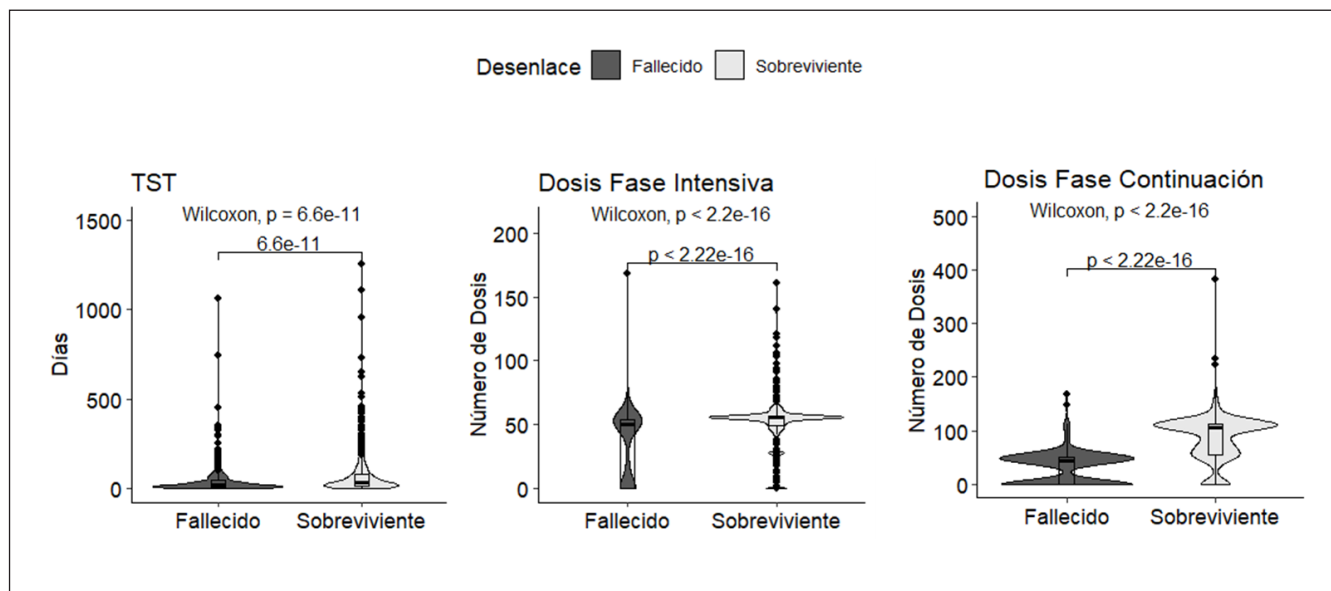 Desenlace Fallecido Sobreviviente
TST
Wilcoxon, p = 6.6e-11
6.6e-11
1500
1000
500
0
Días
Fallecido Sobreviviente
Dosis Fase Intensiva
Wilcoxon, p < 2.2e-16
p < 2.22e-16
200
150
100
50
0
Número de Dosis
Fallecido Sobreviviente
Dosis Fase Continuación
Wilcoxon, p < 2.2e-16
p < 2.22e-16
500
400
300
200
100
0
Número de Dosis
Fallecido Sobreviviente